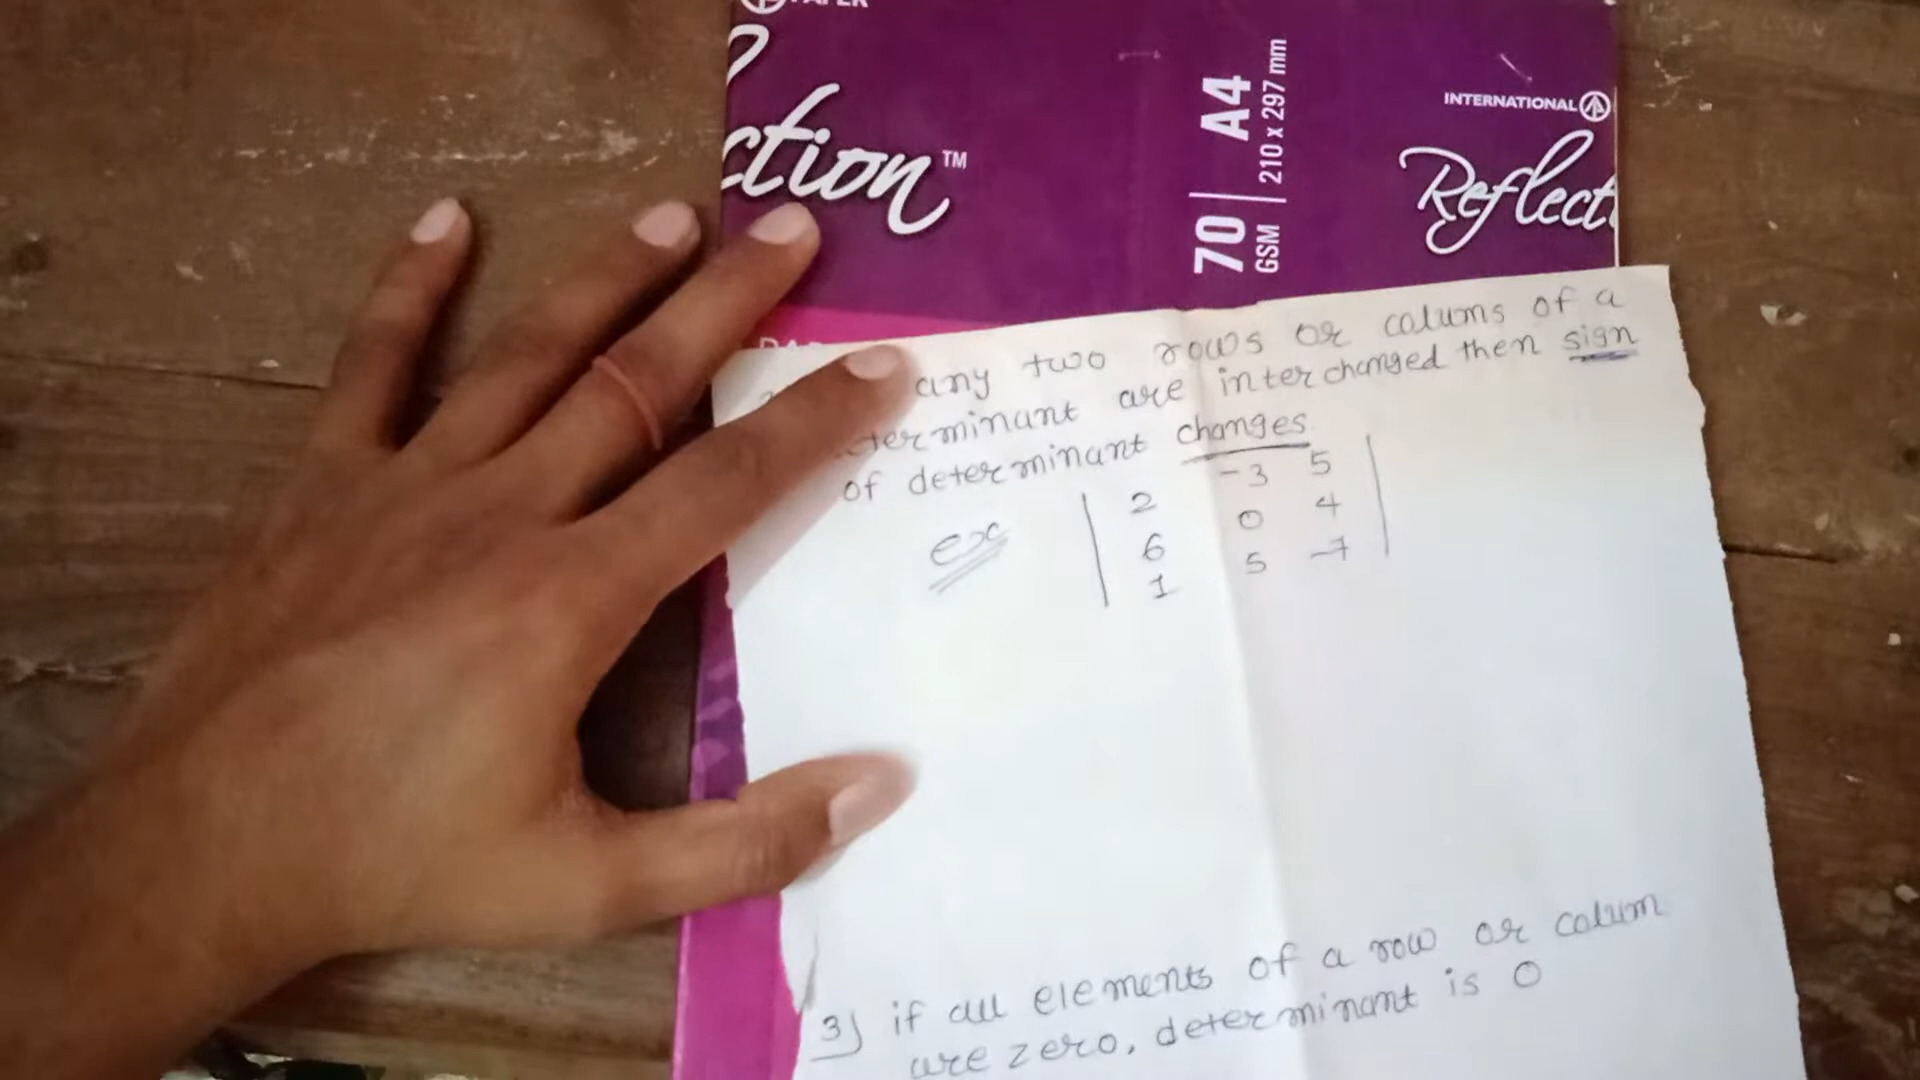 PAPER
ction™
70 GSM
A4
210 x 297 mm
INTERNATIONAL
Reflect
any two rows or colums of a
terminant are interchanged then sign
of determinant changes
ex
2 -3 5
6 0 4
1 5 -7
3) if all elements of a row or colum
are zero, determinant is 0